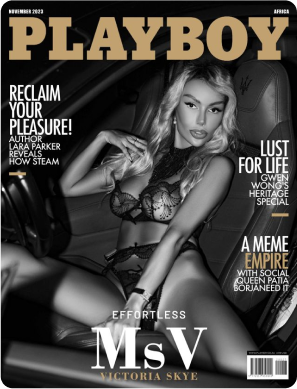 NOVEMBER 2023
AFRICA
PLAYBOY
RECLAIM
YOUR
PLEASURE!
AUTHOR
LARA PARKER
REVEALS
HOW STEAM
LUST
FOR LIFE
GWEN
WONG'S
HERITAGE
SPECIAL
A MEME
EMPIRE
WITH SOCIAL
QUEEN PATIA
BORJANEED IT
EFFORTLESS
MsV
VICTORIA SKYE